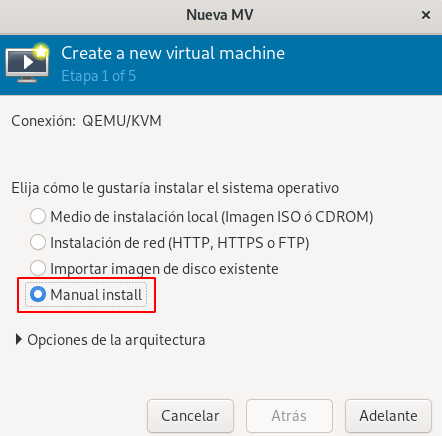 Nueva MV
Create a new virtual machine
Etapa 1 of 5
Conexión: QEMU/KVM
Elija cómo le gustaría instalar el sistema operativo
Medio de instalación local (Imagen ISO ó CDROM)
Instalación de red (HTTP, HTTPS o FTP)
Importar imagen de disco existente
Manual install
Opciones de la arquitectura
Cancelar Atrás Adelante